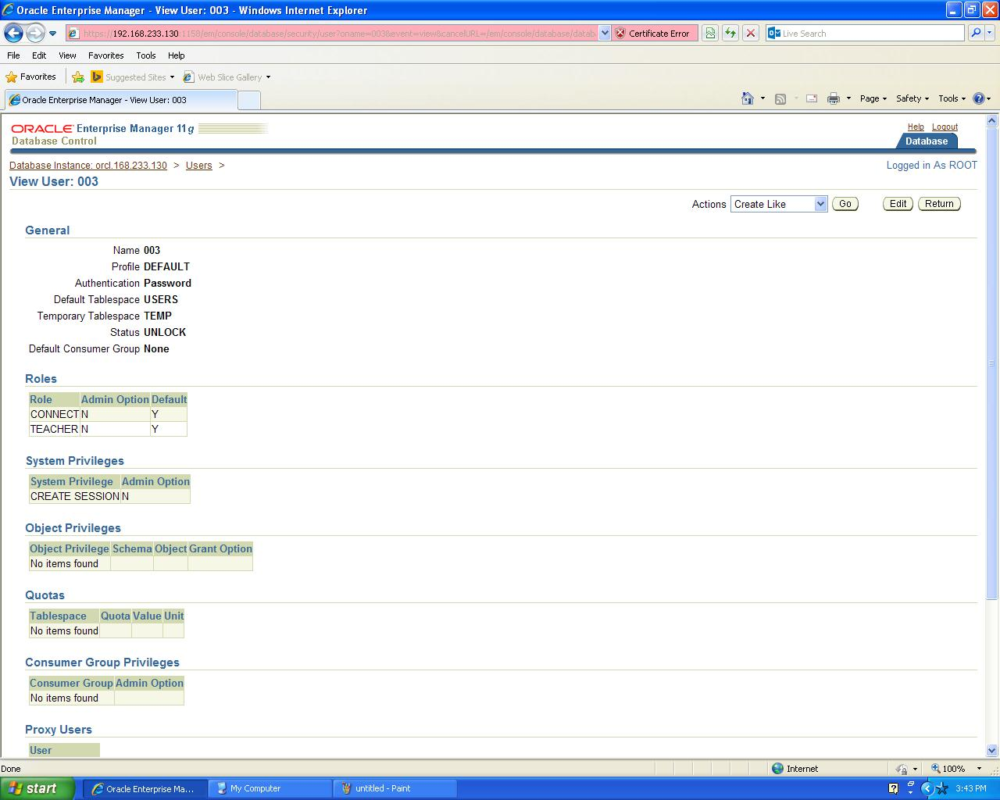 Oracle Enterprise Manager - View User: 003 - Windows Internet Explorer
https://192.168.233.130:1158/em/console/database/security/user?oname=003&event=view&cancelURL=/em/console/database/datab
Certificate Error
Live Search
File Edit View Favorites Tools Help
Favorites Suggested Sites Web Slice Gallery
Oracle Enterprise Manager - View User: 003
Page Safety Tools
ORACLE Enterprise Manager 11g
Database Control
Help Logout
Database
Database Instance: orcl.168.233.130 > Users >
Logged in As ROOT
View User: 003
Actions Create Like Go Edit Return
General
Name 003
Profile DEFAULT
Authentication Password
Default Tablespace USERS
Temporary Tablespace TEMP
Status UNLOCK
Default Consumer Group None
Roles
Role Admin Option Default
CONNECT N Y
TEACHER N Y
System Privileges
System Privilege Admin Option
CREATE SESSION N
Object Privileges
Object Privilege Schema Object Grant Option
No items found
Quotas
Tablespace Quota Value Unit
No items found
Consumer Group Privileges
Consumer Group Admin Option
No items found
Proxy Users
User
Done
Internet
100%
start
Oracle Enterprise Ma...
My Computer
untitled - Paint
3:43 PM